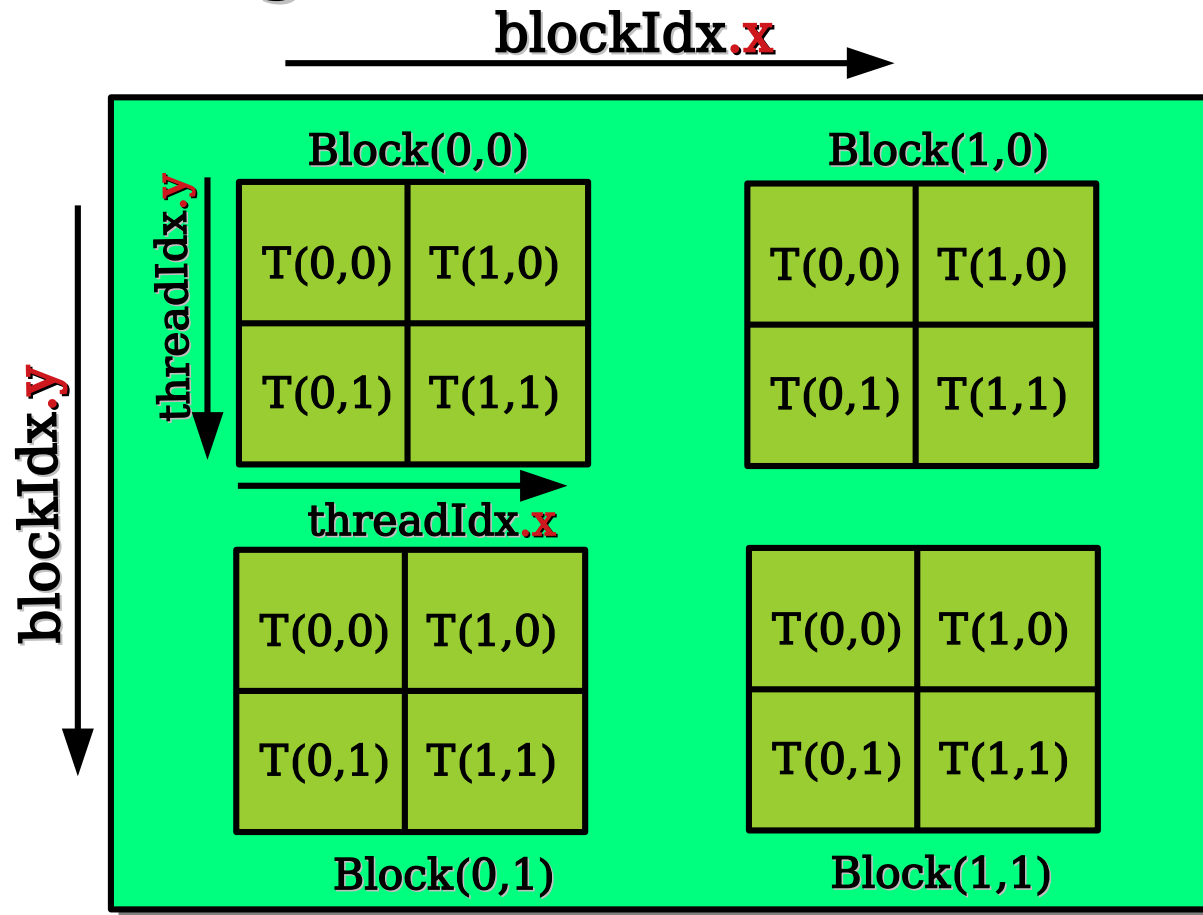 blockIdx.x
Block(0,0)
Block(1,0)
threadIdx.y
T(0,0) T(1,0)
T(0,0) T(1,0)
T(0,1) T(1,1)
T(0,1) T(1,1)
blockIdx.y
threadIdx.x
T(0,0) T(1,0)
T(0,0) T(1,0)
T(0,1) T(1,1)
T(0,1) T(1,1)
Block(0,1)
Block(1,1)